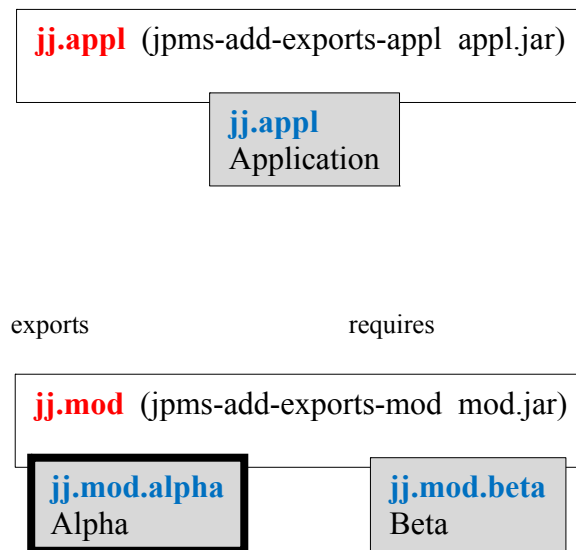 jj.appl (jpms-add-exports-appl appl.jar)
jj.appl
Application
exports requires
jj.mod (jpms-add-exports-mod mod.jar)
jj.mod.alpha jj.mod.beta
Alpha Beta